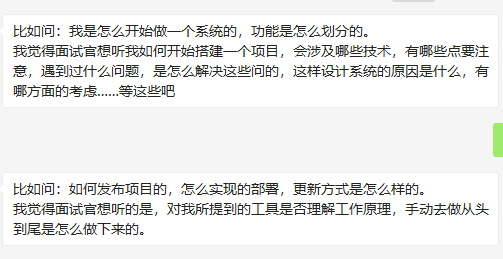 比如问：我是怎么开始做一个系统的，功能是怎么划分的。
我觉得面试官想听我如何开始搭建一个项目，会涉及哪些技术，有哪些点要注
意，遇到过什么问题，是怎么解决这些问的，这样设计系统的原因是什么，有
哪方面的考虑……等这些吧
比如问：如何发布项目的，怎么实现的部署，更新方式是怎么样的。
我觉得面试官想听的是，对我所提到的工具是否理解工作原理，手动去做从头
到尾是怎么做下来的。